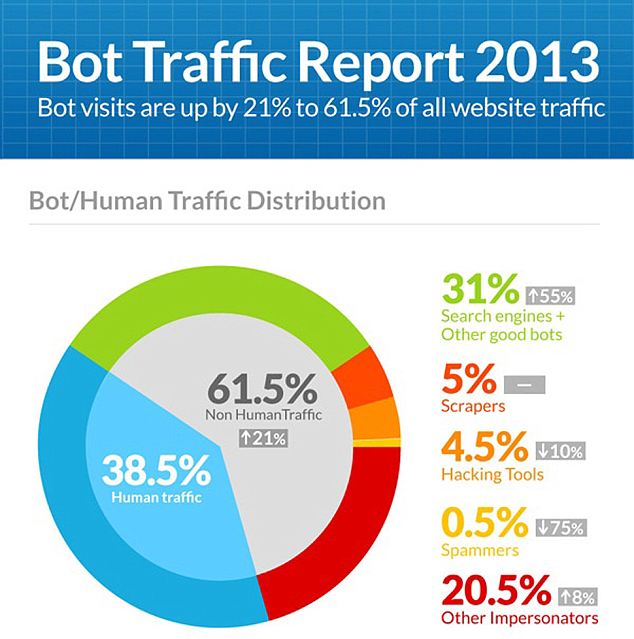 Bot Traffic Report 2013
Bot visits are up by 21% to 61.5% of all website traffic
Bot/Human Traffic Distribution
61.5%
Non HumanTraffic
↑21%
38.5%
Human traffic
31% ↑55%
Search engines +
Other good bots
5% —
Scrapers
4.5% ↓10%
Hacking Tools
0.5% ↓75%
Spammers
20.5% ↑8%
Other Impersonators